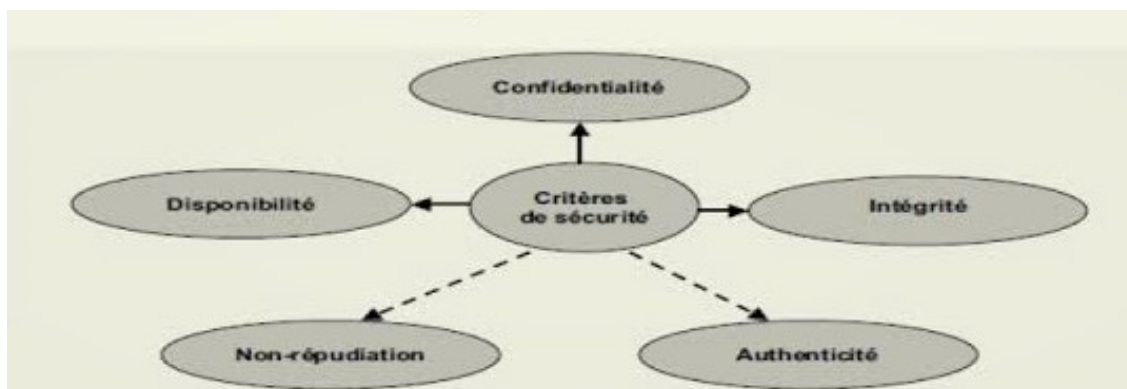 Confidentialité
Disponibilité
Critères
de sécurité
Intégrité
Non-répudiation
Authenticité